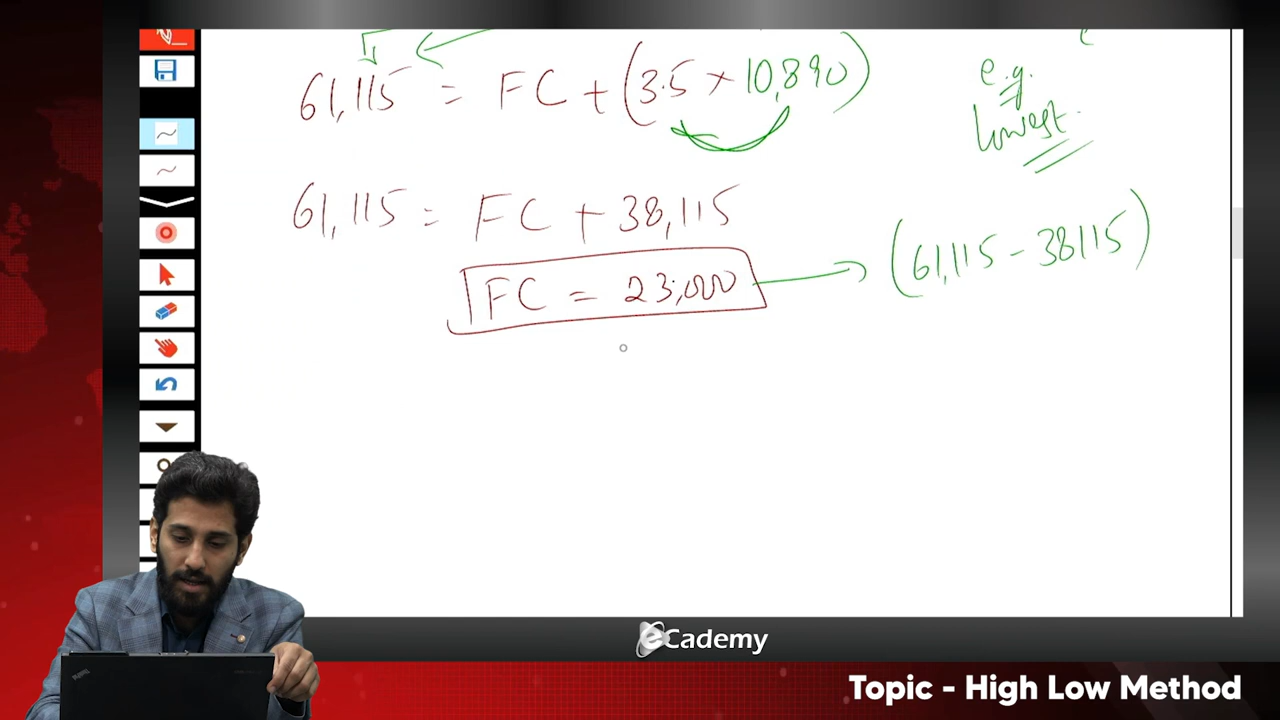 61,115 = FC + (3.5 × 10,890)
e.g.
lowest.
61,115 = FC + 38,115
FC = 23,000 → (61,115 - 38115)
eCademy
Topic - High Low Method